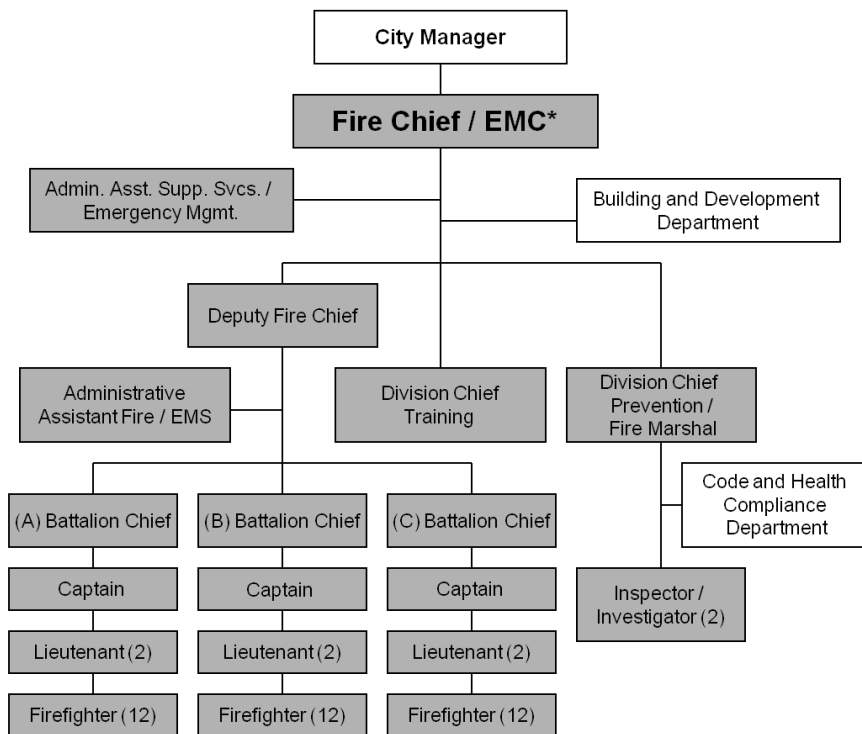 City Manager
Fire Chief / EMC*
Admin. Asst. Supp. Svcs. /
Emergency Mgmt.
Building and Development
Department
Deputy Fire Chief
Administrative
Assistant Fire / EMS
Division Chief
Training
Division Chief
Prevention /
Fire Marshal
Code and Health
Compliance
Department
(A) Battalion Chief
(B) Battalion Chief
(C) Battalion Chief
Captain
Captain
Captain
Inspector /
Investigator (2)
Lieutenant (2)
Lieutenant (2)
Lieutenant (2)
Firefighter (12)
Firefighter (12)
Firefighter (12)